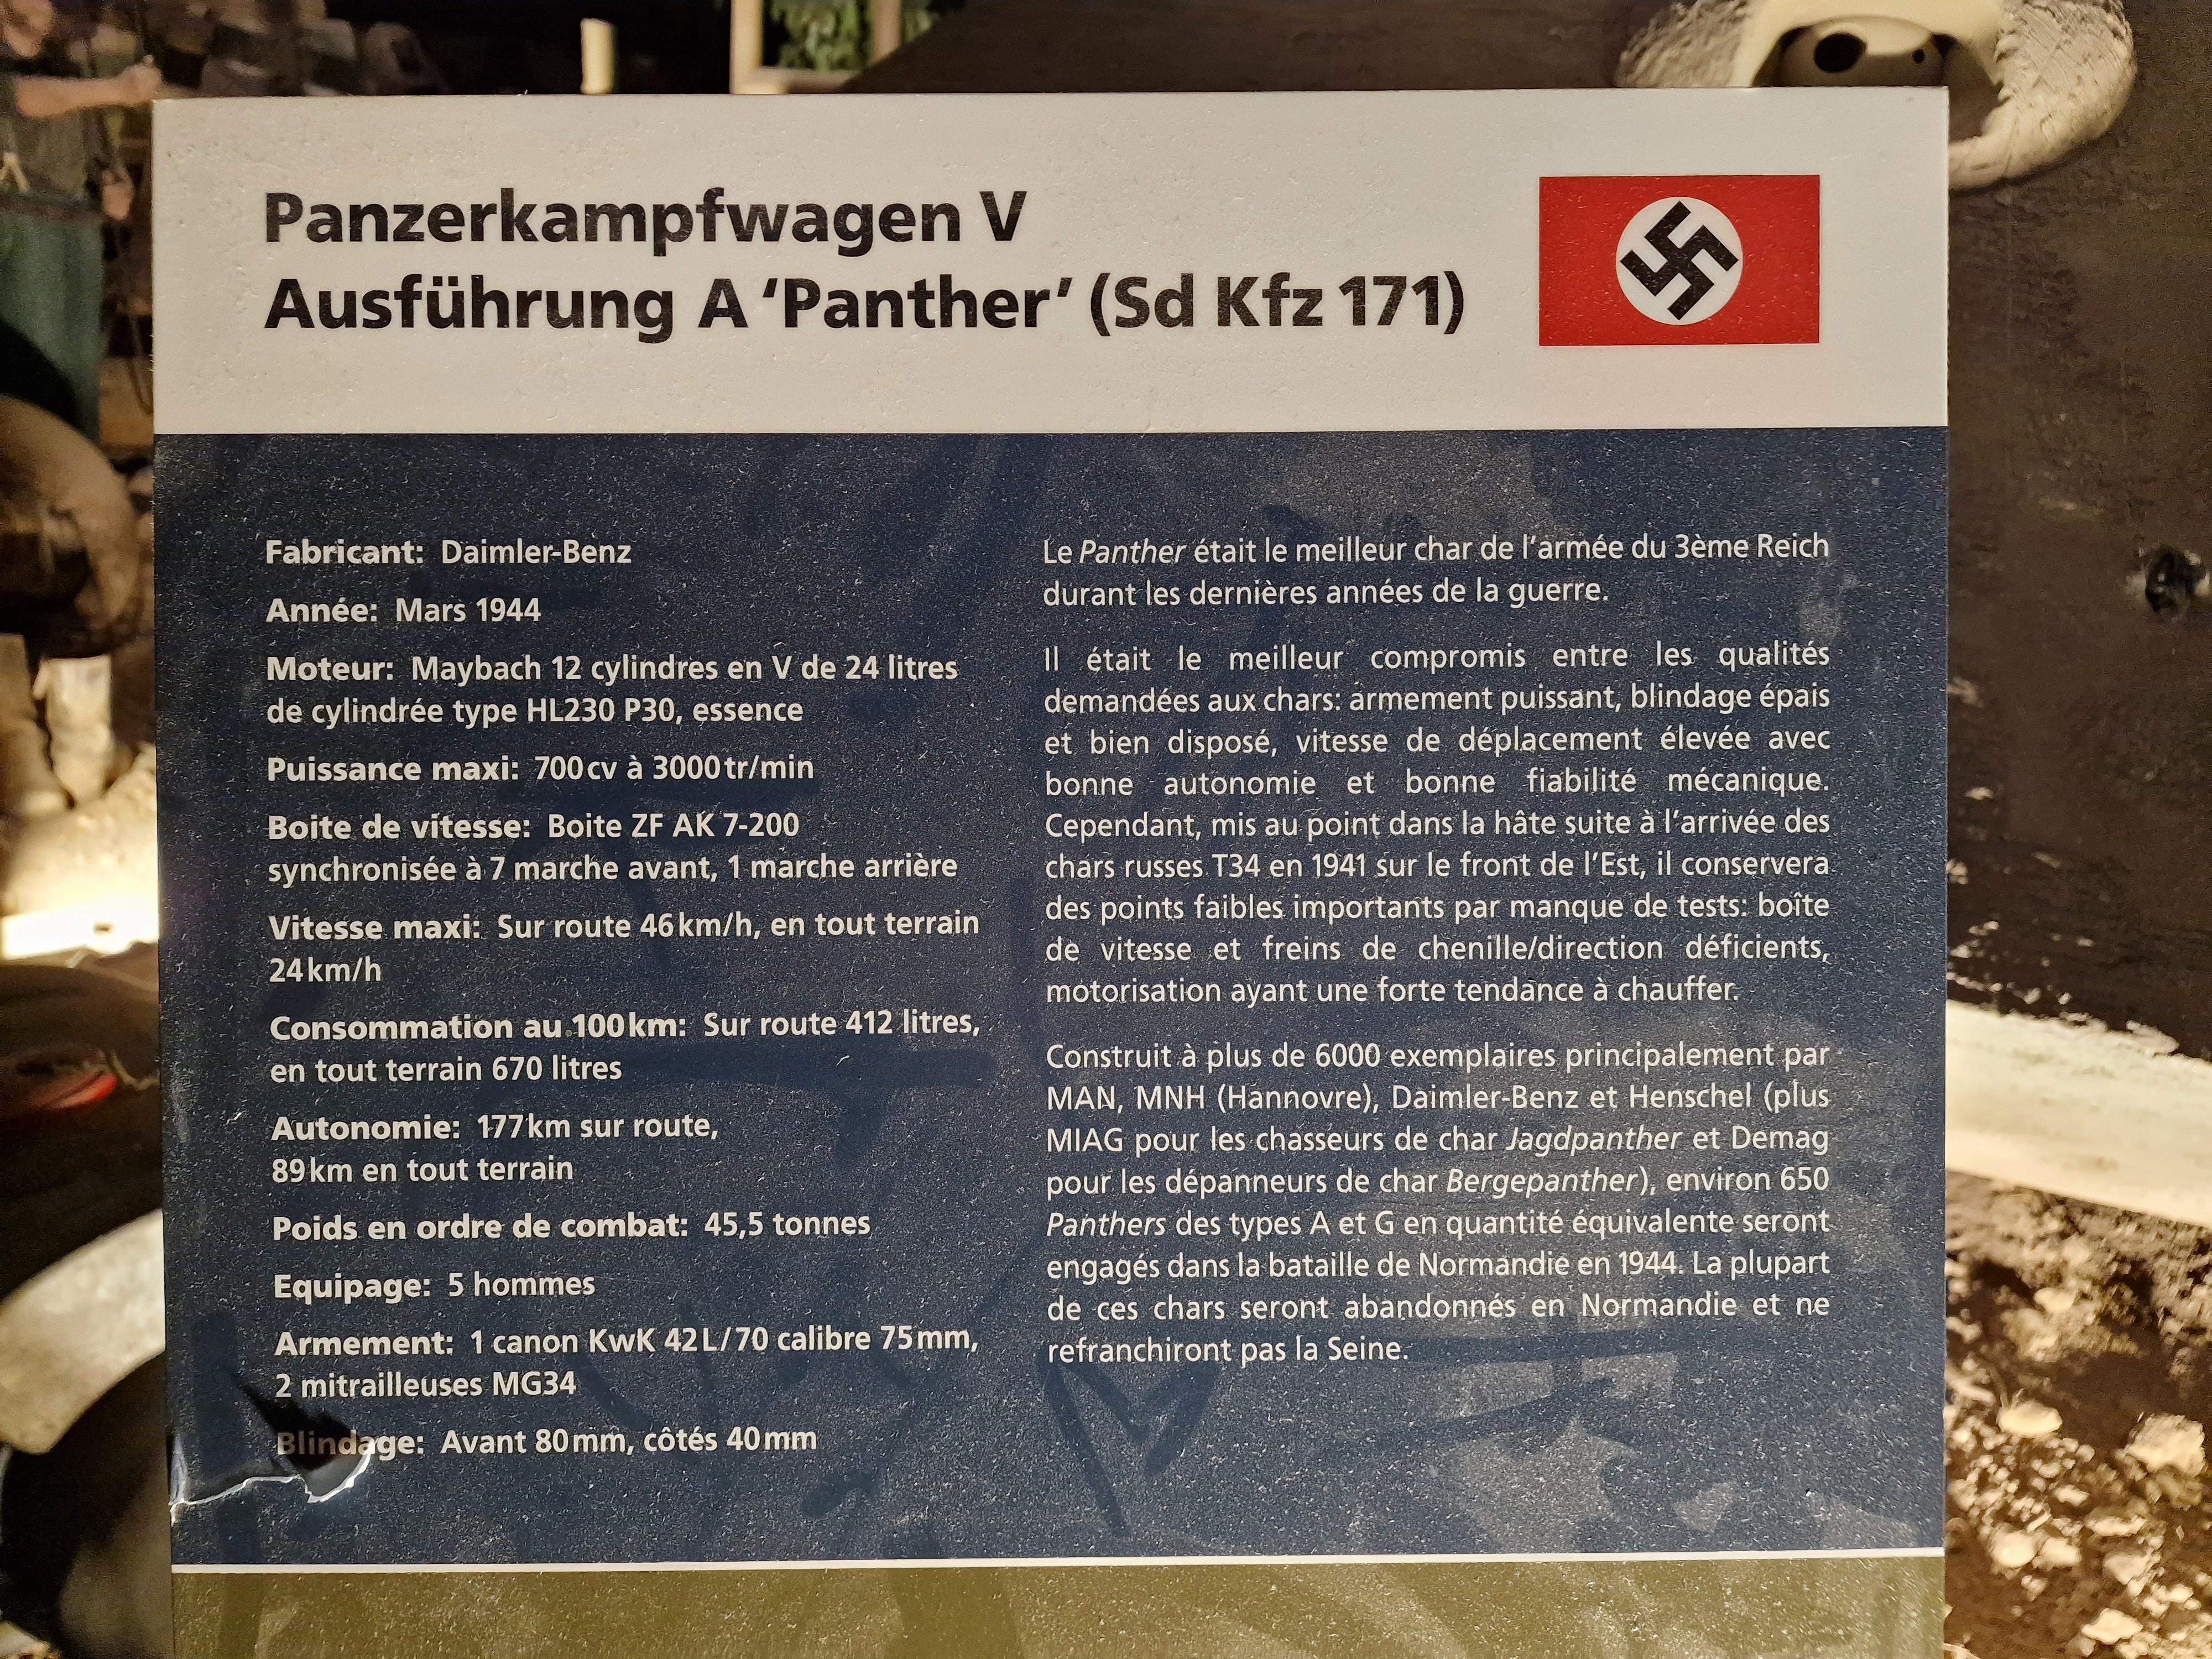 Panzerkampfwagen V
Ausführung A ‘Panther’ (Sd Kfz 171)
Fabricant: Daimler-Benz
Année: Mars 1944
Moteur: Maybach 12 cylindres en V de 24 litres
de cylindrée type HL230 P30, essence
Puissance maxi: 700 cv à 3000 tr/min
Boite de vitesse: Boite ZF AK 7-200
synchronisée à 7 marche avant, 1 marche arrière
Vitesse maxi: Sur route 46 km/h, en tout terrain
24 km/h
Consommation au 100 km: Sur route 412 litres,
en tout terrain 670 litres
Autonomie: 177 km sur route,
89 km en tout terrain
Poids en ordre de combat: 45,5 tonnes
Equipage: 5 hommes
Armement: 1 canon KwK 42 L/70 calibre 75 mm,
2 mitrailleuses MG34
Blindage: Avant 80 mm, côtés 40 mm
Le Panther était le meilleur char de l’armée du 3ème Reich
durant les dernières années de la guerre.
Il était le meilleur compromis entre les qualités
demandées aux chars: armement puissant, blindage épais
et bien disposé, vitesse de déplacement élevée avec
bonne autonomie et bonne fiabilité mécanique.
Cependant, mis au point dans la hâte suite à l’arrivée des
chars russes T34 en 1941 sur le front de l’Est, il conservera
des points faibles importants par manque de tests: boîte
de vitesse et freins de chenille/direction déficients,
motorisation ayant une forte tendance à chauffer.
Construit à plus de 6000 exemplaires principalement par
MAN, MNH (Hannovre), Daimler-Benz et Henschel (plus
MIAG pour les chasseurs de char Jagdpanther et Demag
pour les dépanneurs de char Bergepanther), environ 650
Panthers des types A et G en quantité équivalente seront
engagés dans la bataille de Normandie en 1944. La plupart
de ces chars seront abandonnés en Normandie et ne
refranchiront pas la Seine.